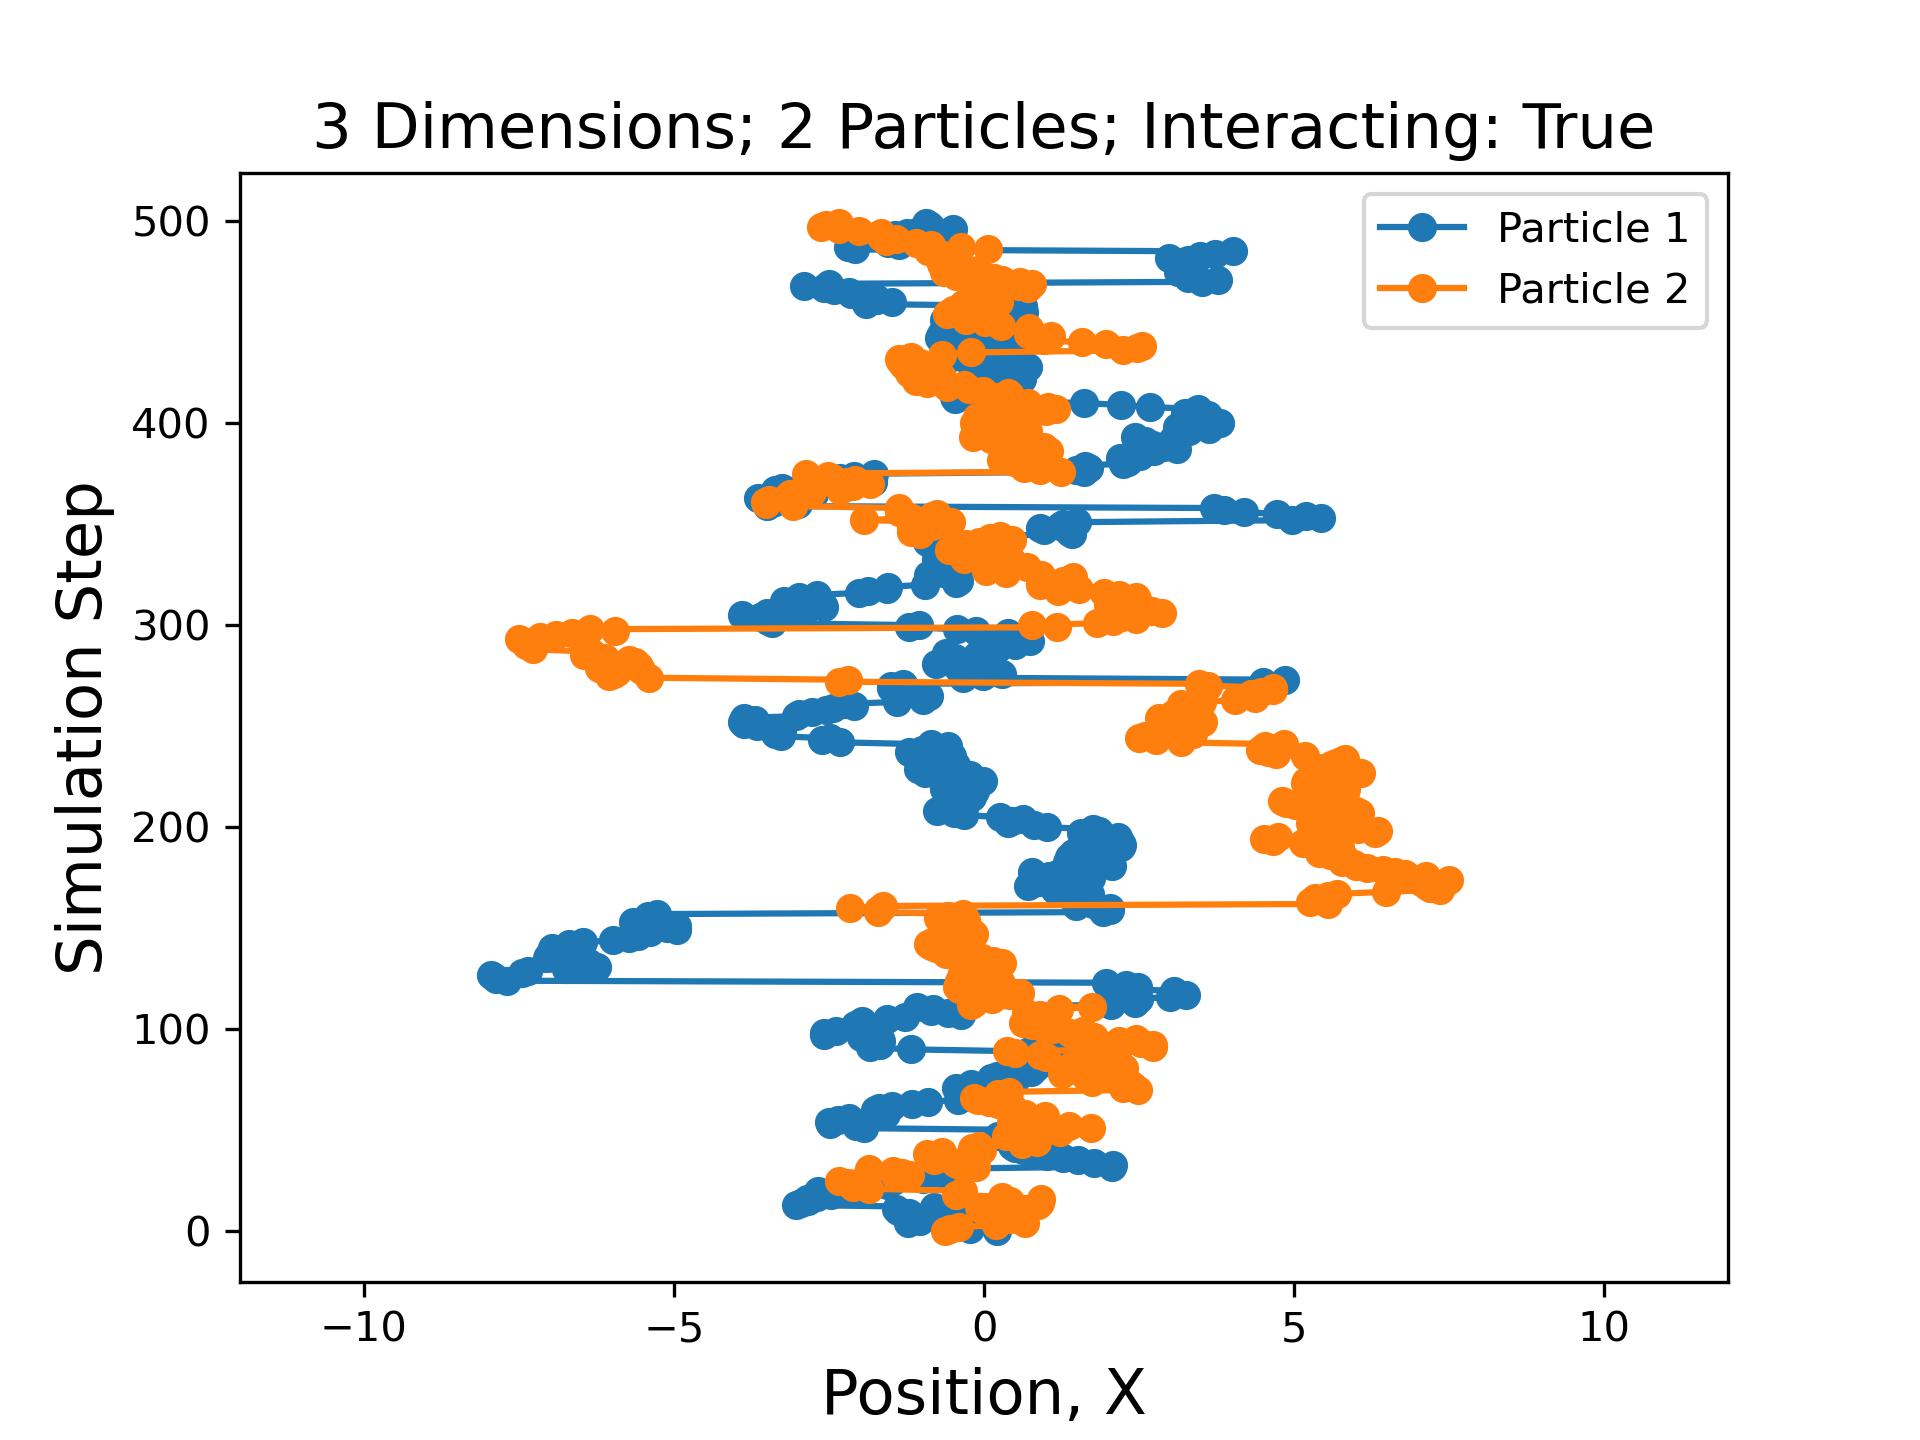 3 Dimensions; 2 Particles; Interacting: True
Particle 1
Particle 2
Simulation Step
500
400
300
200
100
0
−10
−5
0
5
10
Position, X